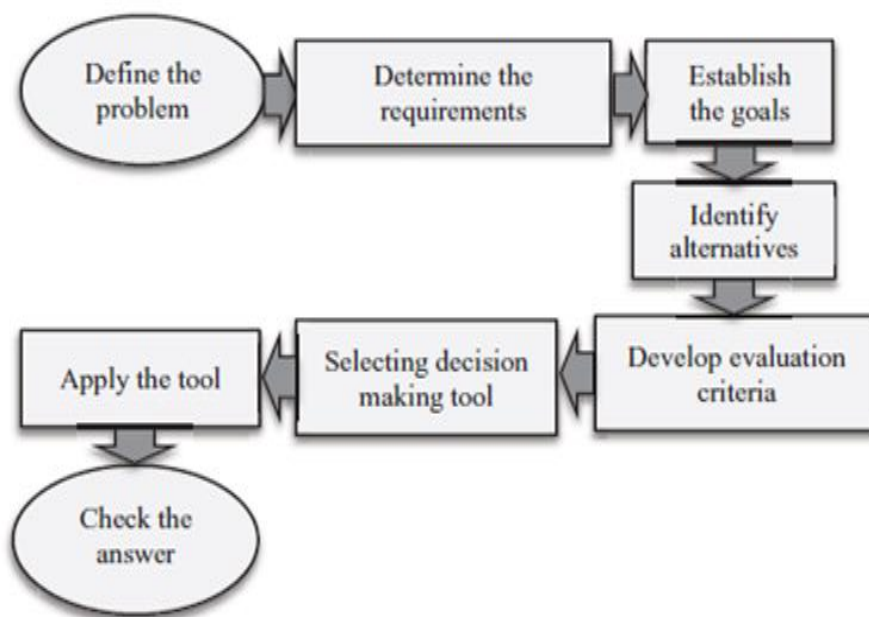 Define the
problem
Determine the
requirements
Establish
the goals
Identify
alternatives
Develop evaluation
criteria
Selecting decision
making tool
Apply the tool
Check the
answer